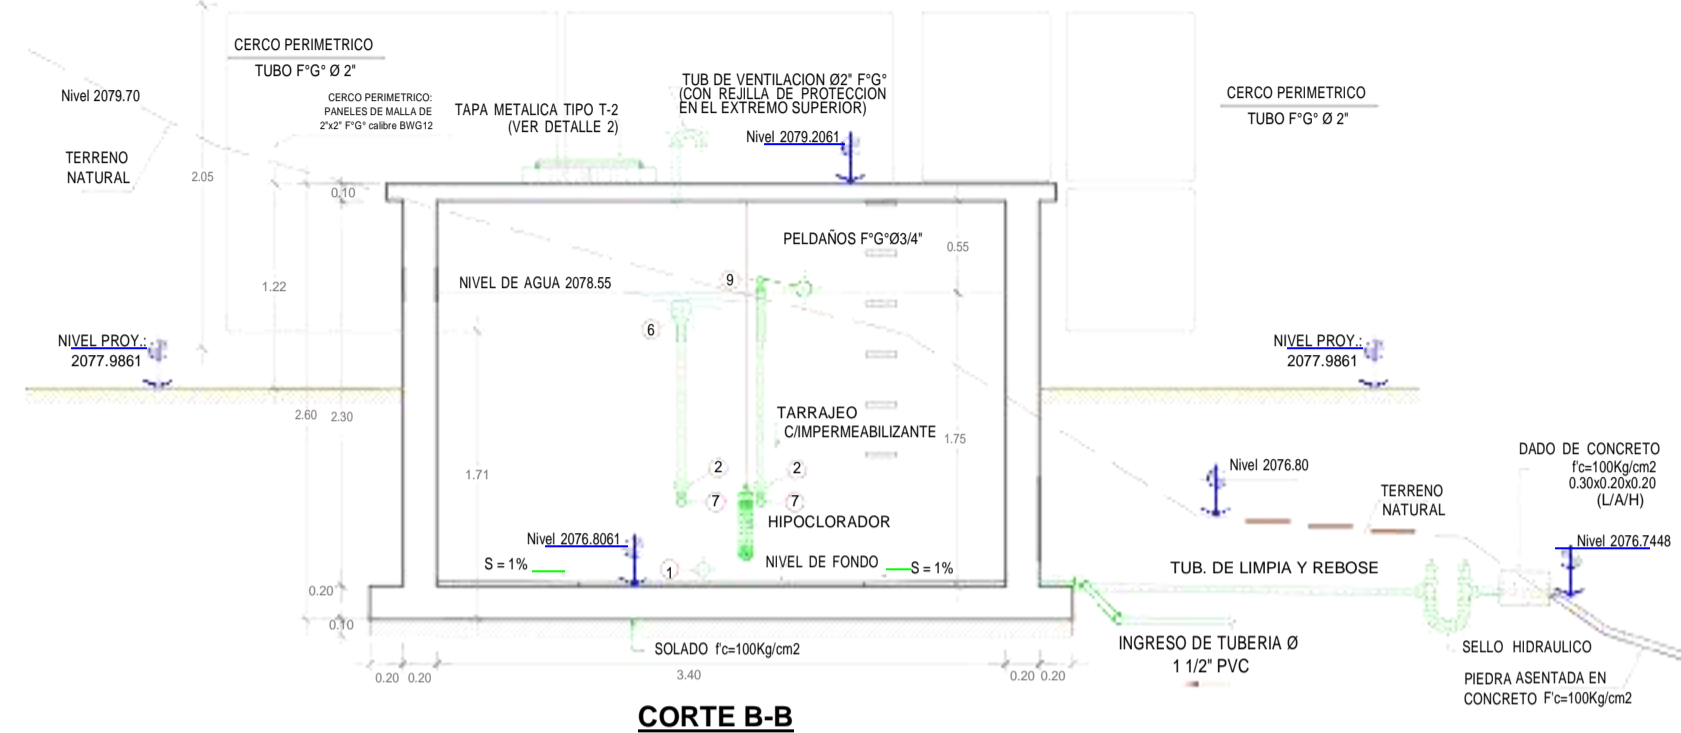 CERCO PERIMETRICO
TUBO F°G° Ø 2"
Nivel 2079.70
CERCO PERIMETRICO:
PANELES DE MALLA DE
2"x2" F°G° calibre BWG12
TAPA METALICA TIPO T-2
(VER DETALLE 2)
TUB DE VENTILACION Ø2" F°G°
(CON REJILLA DE PROTECCION
EN EL EXTREMO SUPERIOR)
Nivel 2079.2061
CERCO PERIMETRICO
TUBO F°G° Ø 2"
TERRENO
NATURAL
2.05
0.10
PELDAÑOS F°G°Ø3/4"
0.55
1.22
NIVEL DE AGUA 2078.55
9
6
NIVEL PROY.:
2077.9861
NIVEL PROY.:
2077.9861
2.60
2.30
TARRAJEO
C/IMPERMEABILIZANTE
1.75
1.71
2
2
7
7
HIPOCLORADOR
Nivel 2076.80
TERRENO
NATURAL
DADO DE CONCRETO
f'c=100Kg/cm2
0.30x0.20x0.20
(L/A/H)
Nivel 2076.8061
Nivel 2076.7448
S = 1%
1
NIVEL DE FONDO
S = 1%
TUB. DE LIMPIA Y REBOSE
0.20
0.10
SOLADO f'c=100Kg/cm2
INGRESO DE TUBERIA Ø
1 1/2" PVC
SELLO HIDRAULICO
PIEDRA ASENTADA EN
CONCRETO F'c=100Kg/cm2
0.20
0.20
3.40
0.20
0.20
CORTE B-B